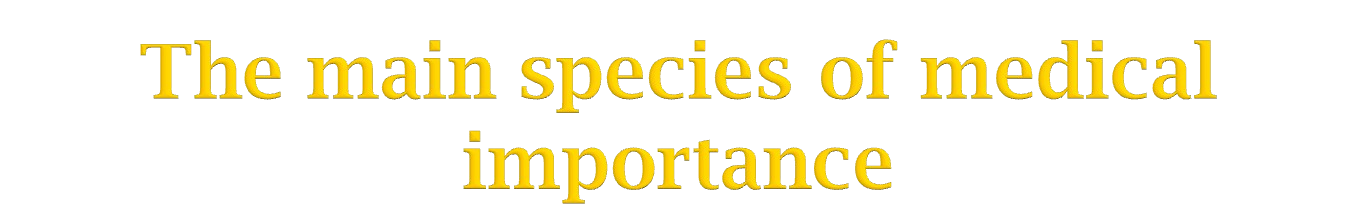 The main species of medical
importance